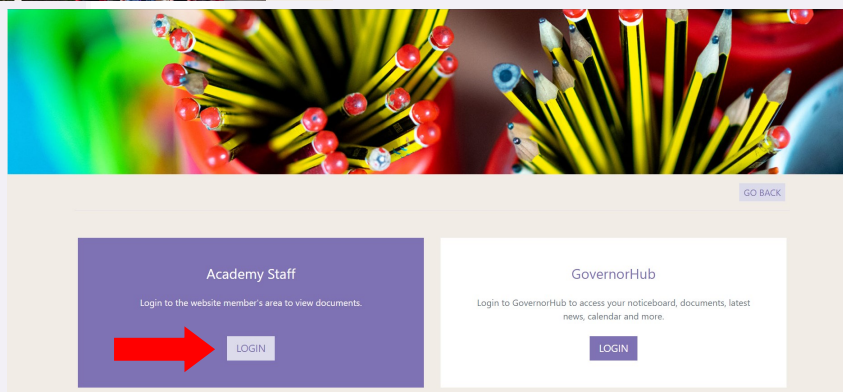 GO BACK
Academy Staff
Login to the website member's area to view documents.
LOGIN
GovernorHub
Login to GovernorHub to access your noticeboard, documents, latest
news, calendar and more.
LOGIN